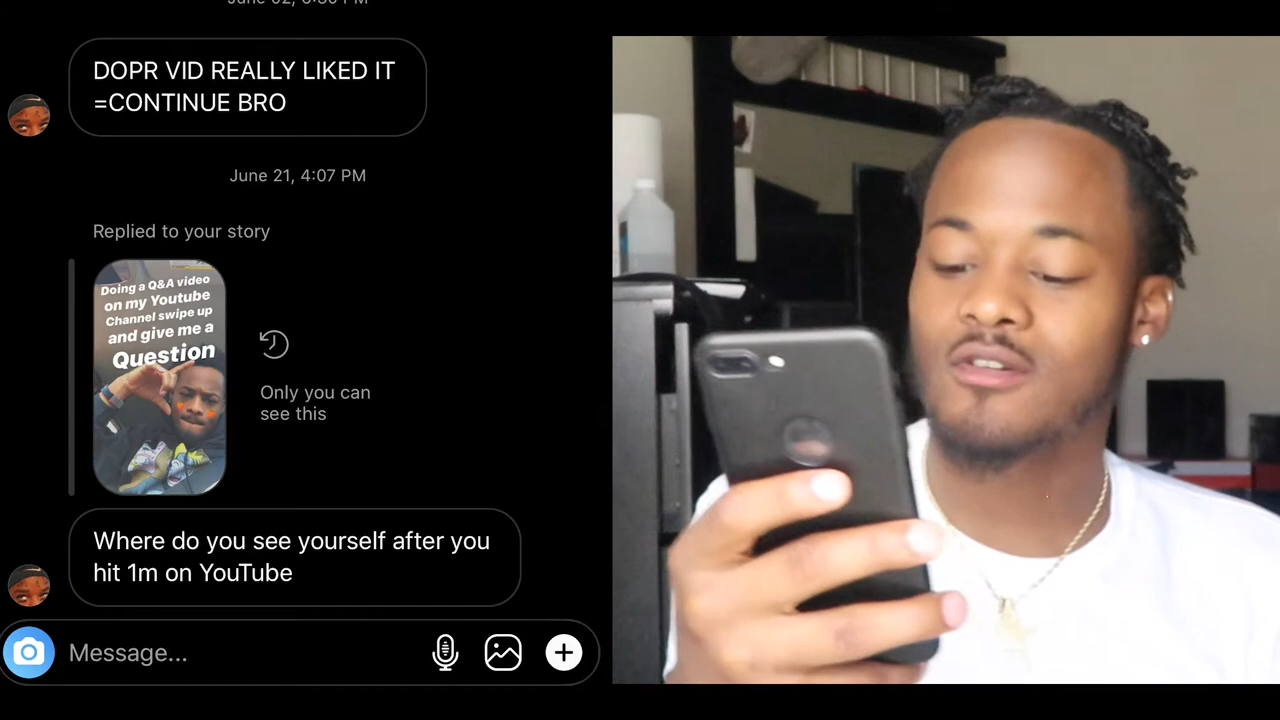 DOPR VID REALLY LIKED IT
=CONTINUE BRO
June 21, 4:07 PM
Replied to your story
Doing a Q&A video
on my Youtube
Channel swipe up
and give me a
Question
Only you can
see this
Where do you see yourself after you
hit 1m on YouTube
Message...